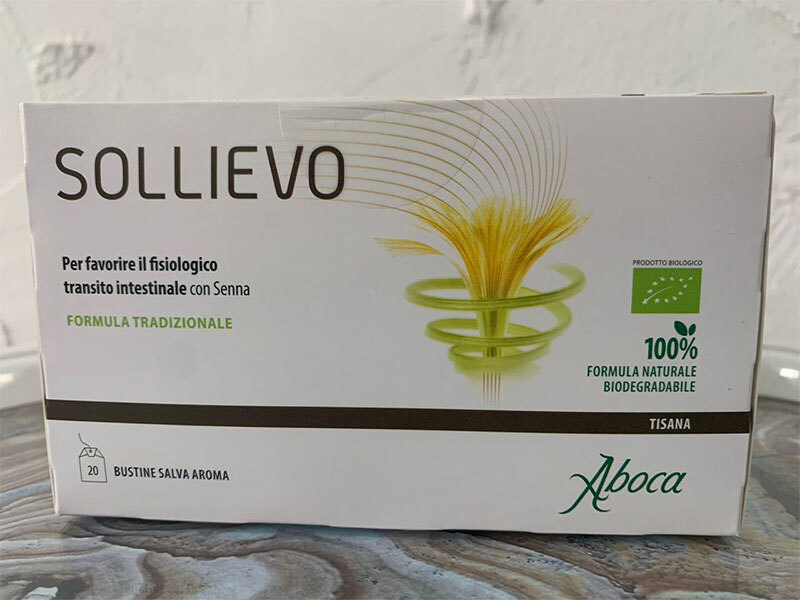 SOLLIEVO
Per favorire il fisiologico
transito intestinale con Senna
FORMULA TRADIZIONALE
PRODOTTO BIOLOGICO
100%
FORMULA NATURALE
BIODEGRADABILE
TISANA
20
BUSTINE SALVA AROMA
Aboca